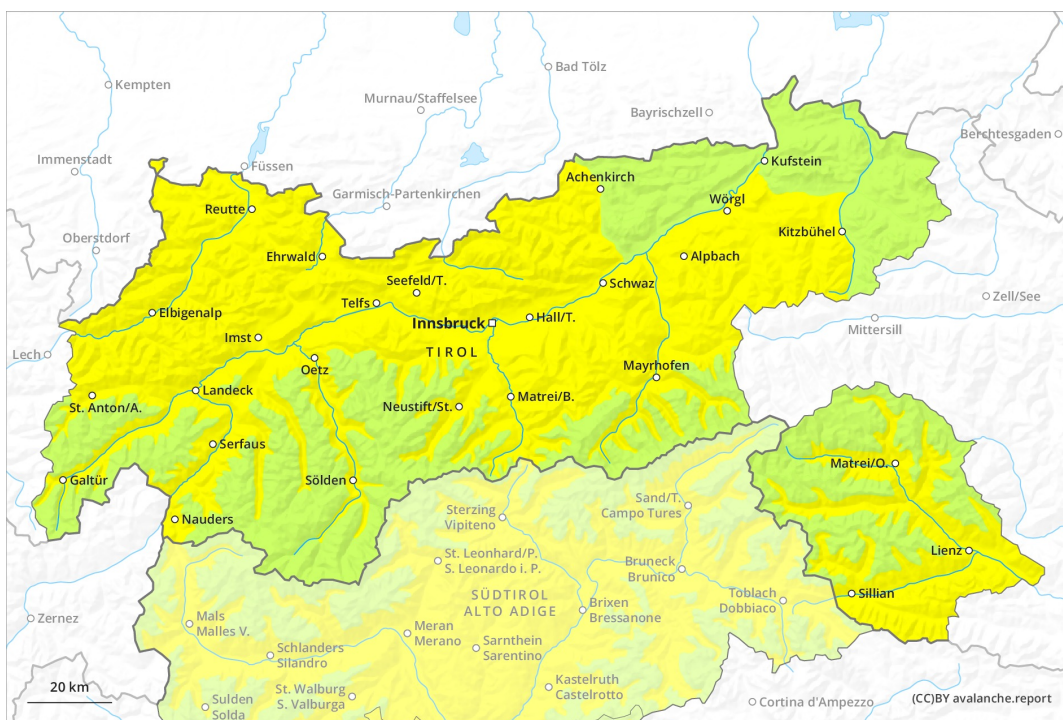 Kempten
Bad Tölz
Murnau/Staffelsee
Bayrischzell
Berchtesgaden
Immenstadt
Füssen
Kufstein
Achenkirch
Garmisch-Partenkirchen
Reutte
Wörgl
Oberstdorf
Kitzbühel
Ehrwald
Alpbach
Seefeld/T.
Schwaz
Zell/See
Telfs
Elbigenalp
Hall/T.
Innsbruck
Mittersill
Imst
Lech
TIROL
Oetz
Mayrhofen
Landeck
St. Anton/A.
Neustift/St.
Matrei/B.
Serfaus
Matrei/O.
Galtür
Sölden
Sand/T.
Campo Tures
Sterzing
Vipiteno
Nauders
Lienz
St. Leonhard/P.
S. Leonardo i. P.
Bruneck
Brunico
Sillian
SÜDTIROL
ALTO ADIGE
Toblach
Dobbiaco
Brixen
Bressanone
Zernez
Mals
Malles V.
Meran
Merano
Sarnthein
Sarentino
Schlanders
Silandro
Kastelruth
Castelrotto
20 km
St. Walburg
S. Valburga
Sulden
Solda
Cortina d'Ampezzo
(CC)BY avalanche.report